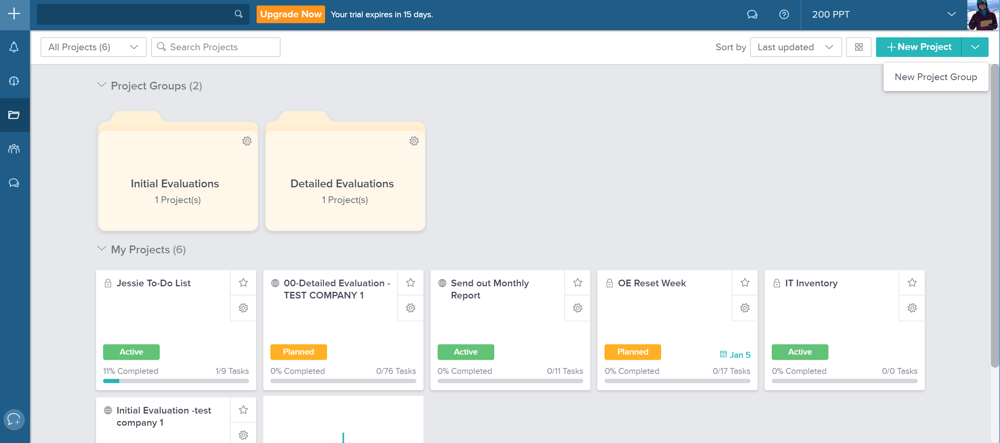 Upgrade Now Your trial expires in 15 days.
200 PPT
All Projects (6)
Search Projects
Sort by
Last updated
New Project
New Project Group
Project Groups (2)
Initial Evaluations
1 Project(s)
Detailed Evaluations
1 Project(s)
My Projects (6)
Jessie To-Do List
Active
11% Completed
1/9 Tasks
00-Detailed Evaluation -
TEST COMPANY 1
Planned
0% Completed
0/76 Tasks
Send out Monthly
Report
Active
0% Completed
0/11 Tasks
OE Reset Week
Planned
Jan 5
0% Completed
0/17 Tasks
IT Inventory
Active
0% Completed
0/0 Tasks
Initial Evaluation -test
company 1